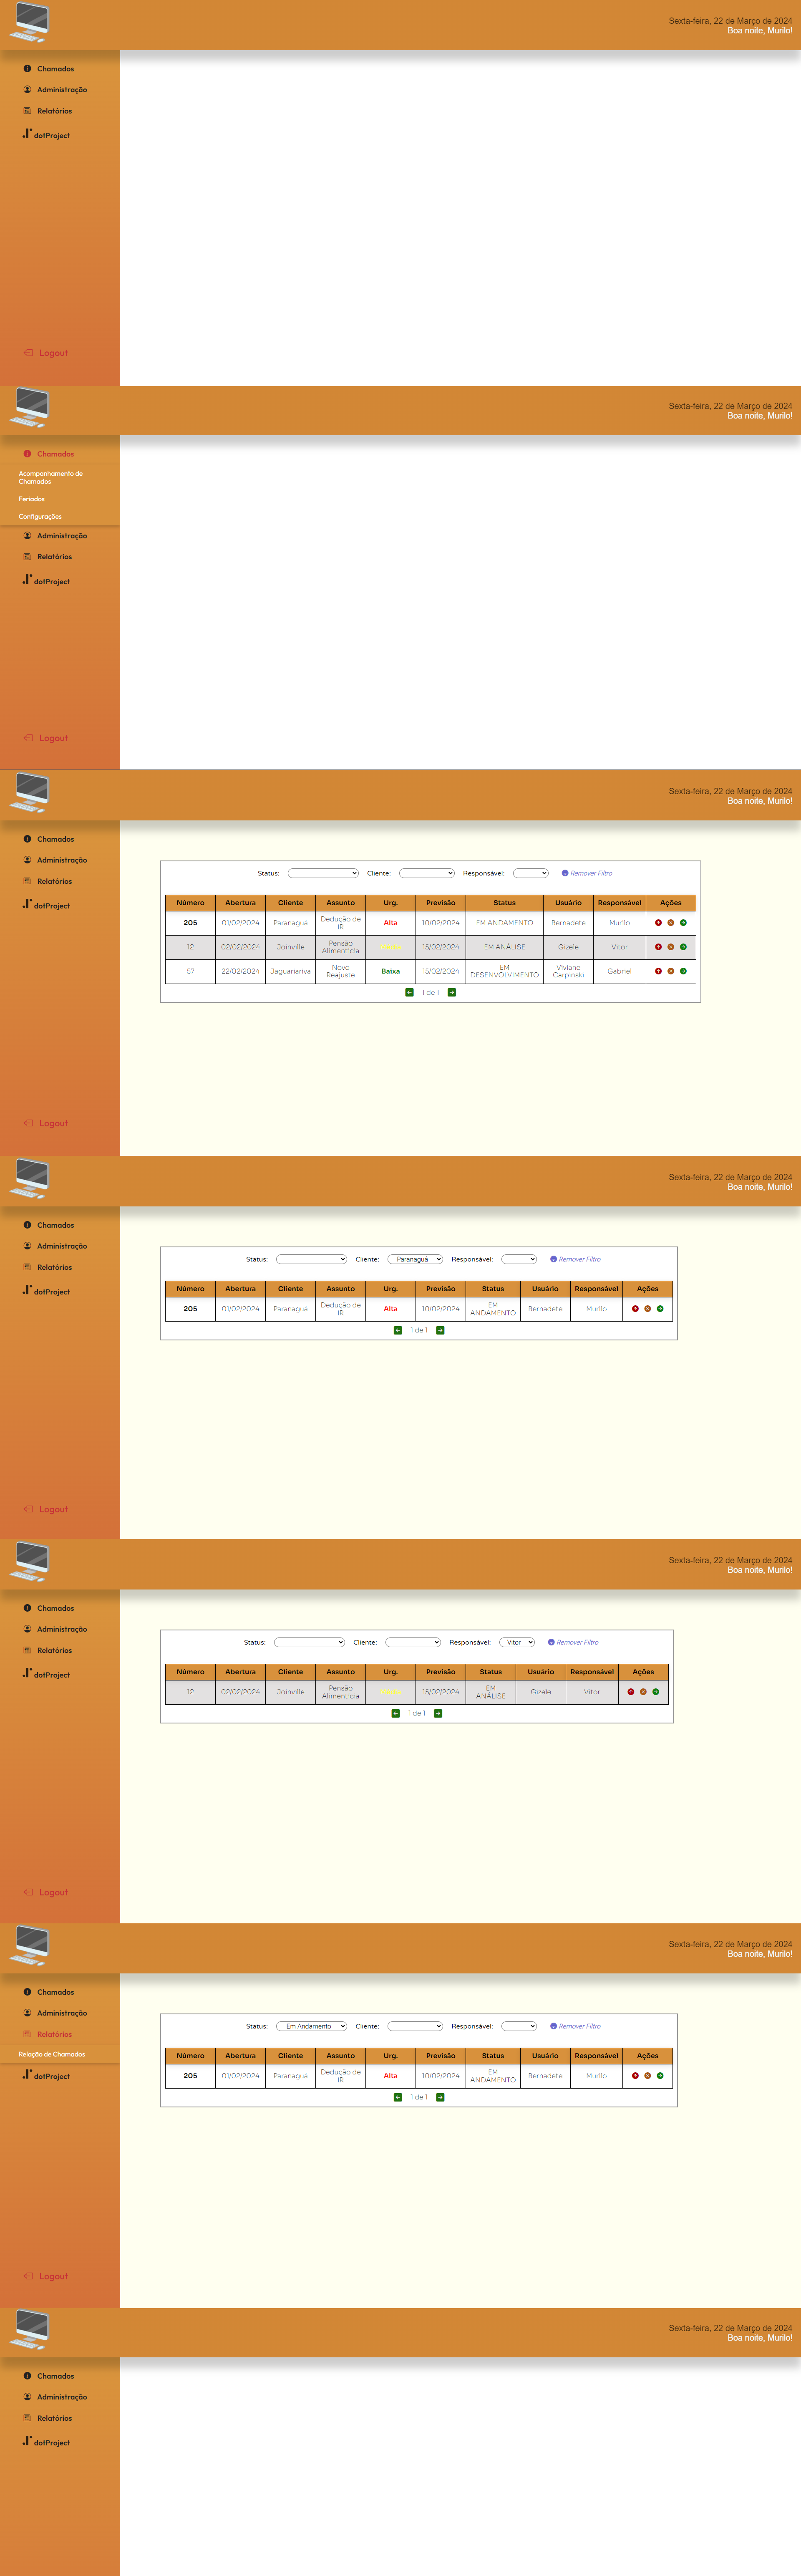 Sexta-feira, 22 de Março de 2024
Boa noite, Murilo!
Chamados
Administração
Relatórios
dotProject
Logout
Sexta-feira, 22 de Março de 2024
Boa noite, Murilo!
Chamados
Acompanhamento de
Chamados
Feriados
Configurações
Administração
Relatórios
dotProject
Logout
Sexta-feira, 22 de Março de 2024
Boa noite, Murilo!
Chamados
Administração
Relatórios
dotProject
Logout
Status: Cliente: Responsável: Remover Filtro
Número Abertura Cliente Assunto Urg. Previsão Status Usuário Responsável Ações
205 01/02/2024 Paranaguá Dedução de IR Alta 10/02/2024 EM ANDAMENTO Bernadete Murilo
12 02/02/2024 Joinville Pensão Alimentícia 15/02/2024 EM ANÁLISE Gizele Vitor
57 22/02/2024 Jaguariaiva Novo Reajuste Baixa 15/02/2024 EM DESENVOLVIMENTO Viviane Carpinski Gabriel
1 de 1
Sexta-feira, 22 de Março de 2024
Boa noite, Murilo!
Chamados
Administração
Relatórios
dotProject
Logout
Status: Cliente: Paranaguá Responsável: Remover Filtro
Número Abertura Cliente Assunto Urg. Previsão Status Usuário Responsável Ações
205 01/02/2024 Paranaguá Dedução de IR Alta 10/02/2024 EM ANDAMENTO Bernadete Murilo
1 de 1
Sexta-feira, 22 de Março de 2024
Boa noite, Murilo!
Chamados
Administração
Relatórios
dotProject
Logout
Status: Cliente: Responsável: Vitor Remover Filtro
Número Abertura Cliente Assunto Urg. Previsão Status Usuário Responsável Ações
12 02/02/2024 Joinville Pensão Alimentícia 15/02/2024 EM ANÁLISE Gizele Vitor
1 de 1
Sexta-feira, 22 de Março de 2024
Boa noite, Murilo!
Chamados
Administração
Relatórios
Relação de Chamados
dotProject
Logout
Status: Em Andamento Cliente: Responsável: Remover Filtro
Número Abertura Cliente Assunto Urg. Previsão Status Usuário Responsável Ações
205 01/02/2024 Paranaguá Dedução de IR Alta 10/02/2024 EM ANDAMENTO Bernadete Murilo
1 de 1
Sexta-feira, 22 de Março de 2024
Boa noite, Murilo!
Chamados
Administração
Relatórios
dotProject